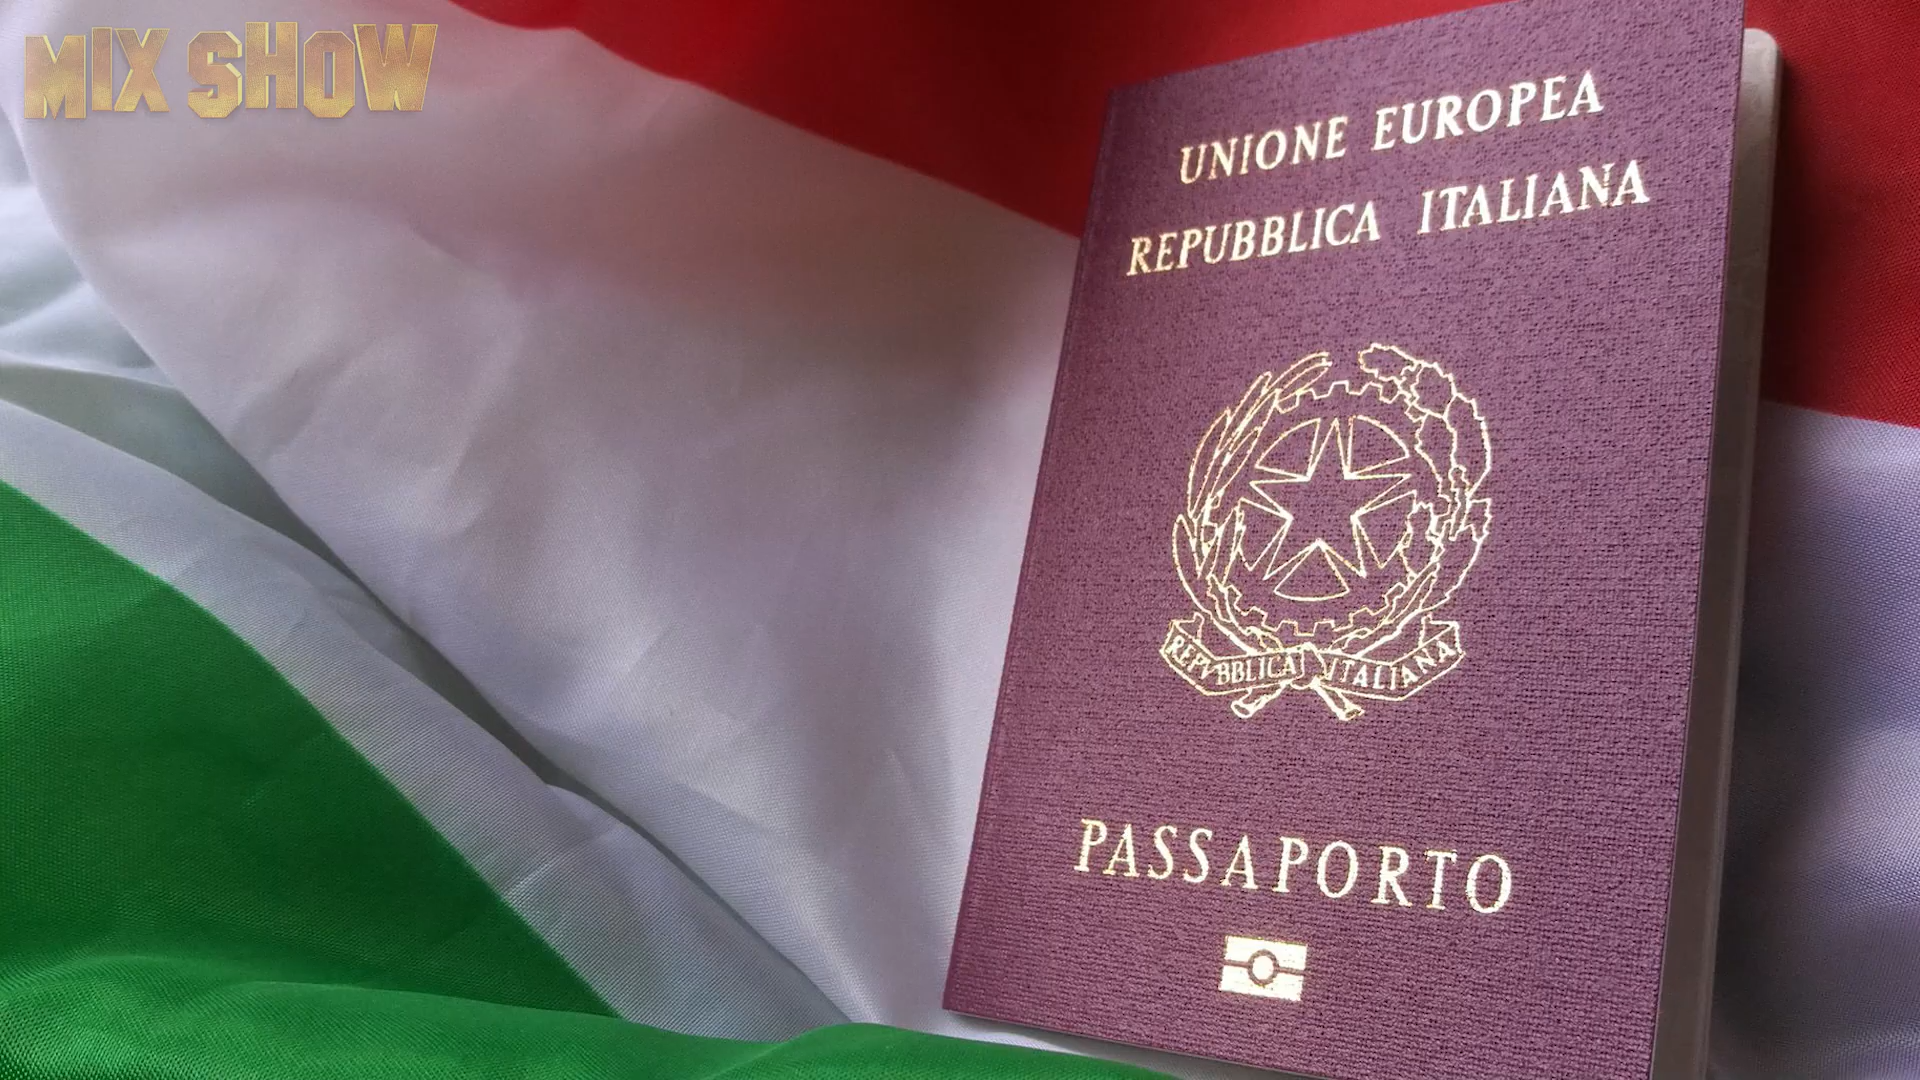 MIX SHOW
UNIONE EUROPEA
REPUBBLICA ITALIANA
REPVBBLICA ITALIANA
PASSAPORTO